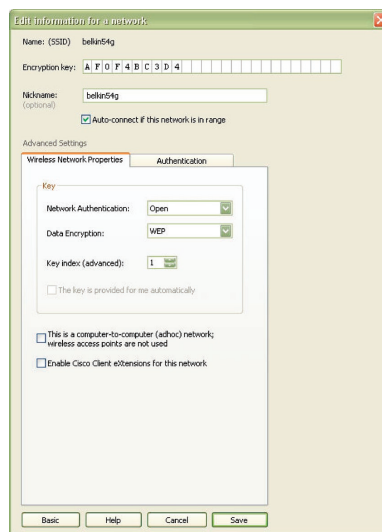 Edit information for a network
Name: (SSID) belkin54g
Encryption key: A F 0 F 4 B C 3 D 4
Nickname: belkin54g
(optional)
Auto-connect if this network is in range
Advanced Settings
Wireless Network Properties Authentication
Key
Network Authentication: Open
Data Encryption: WEP
Key index (advanced): 1
The key is provided for me automatically
This is a computer-to-computer (adhoc) network;
wireless access points are not used
Enable Cisco Client eXtensions for this network
Basic Help Cancel Save